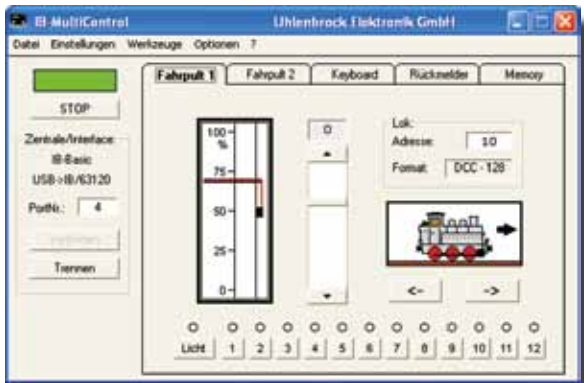 IB-MultiControl Uhlenbrock Elektronik GmbH
Datei Einstellungen Werkzeuge Optionen ?
Fahrpult 1 Fahrpult 2 Keyboard Rückmelder Memory
STOP
Zentrale/Interface:
IB-Basic
USB->IB/63120
PortNr.: 4
Verbinden
Trennen
100
%
75
50
25
0
0
Lok:
Adresse: 10
Format: DCC - 128
<- ->
Licht 1 2 3 4 5 6 7 8 9 10 11 12